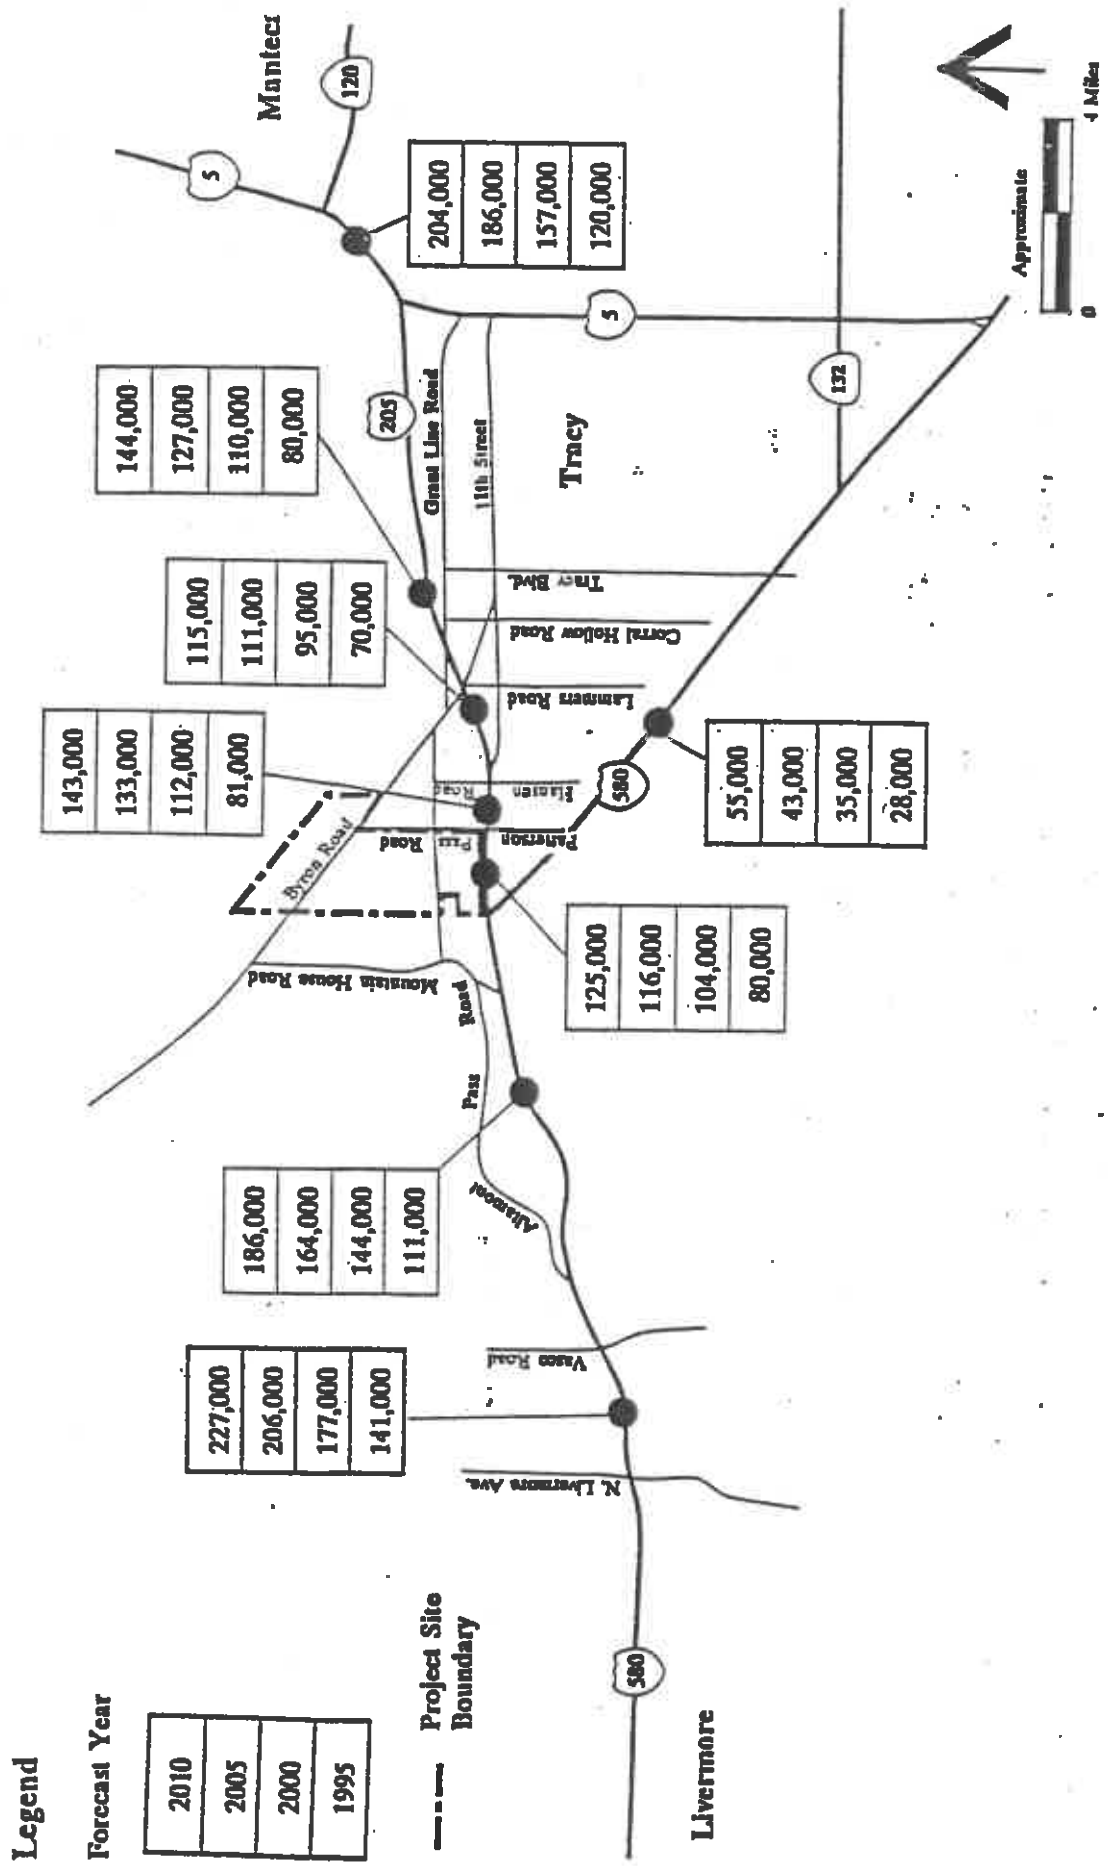 Legend
Forecast Year
2010
2005
2000
1995
Project Site
Boundary
227,000
206,000
177,000
141,000
186,000
164,000
144,000
111,000
143,000
133,000
112,000
81,000
115,000
111,000
95,000
70,000
144,000
127,000
110,000
80,000
204,000
186,000
157,000
120,000
125,000
116,000
104,000
80,000
55,000
43,000
35,000
28,000
Livermore
580
N. Livermore Ave.
Vasco Road
Altamont
Pass
Road
Mountain House Road
Byron Road
Patterson
Pass
Road
Hansen
Road
580
Lammers Road
Corral Hollow Road
Tracy Blvd.
Tracy
Grant Line Road
11th Street
205
5
5
120
132
Mantec
Approximate
0
4 Miles